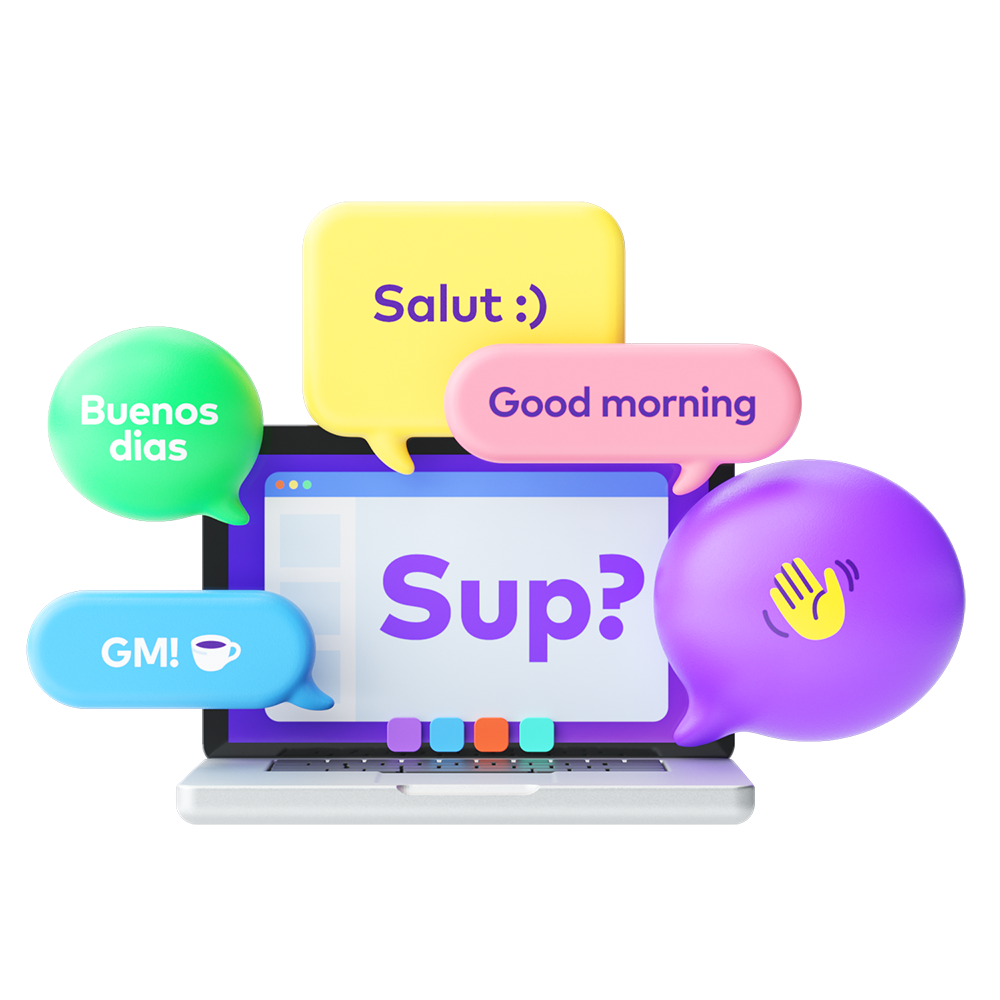 Salut :)
Good morning
Buenos
dias
Sup?
GM!